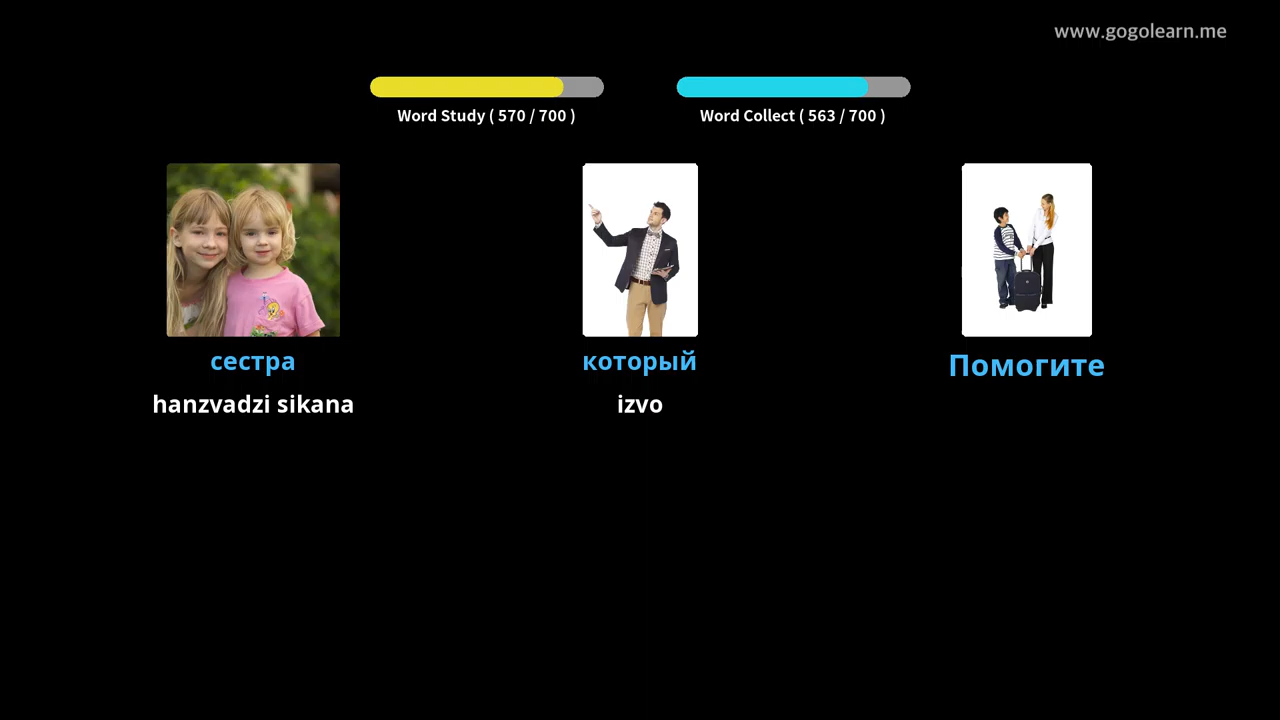 www.gogolearn.me
Word Study ( 570 / 700 )
Word Collect ( 563 / 700 )
сестра
hanzvadzi sikana
который
izvo
Помогите